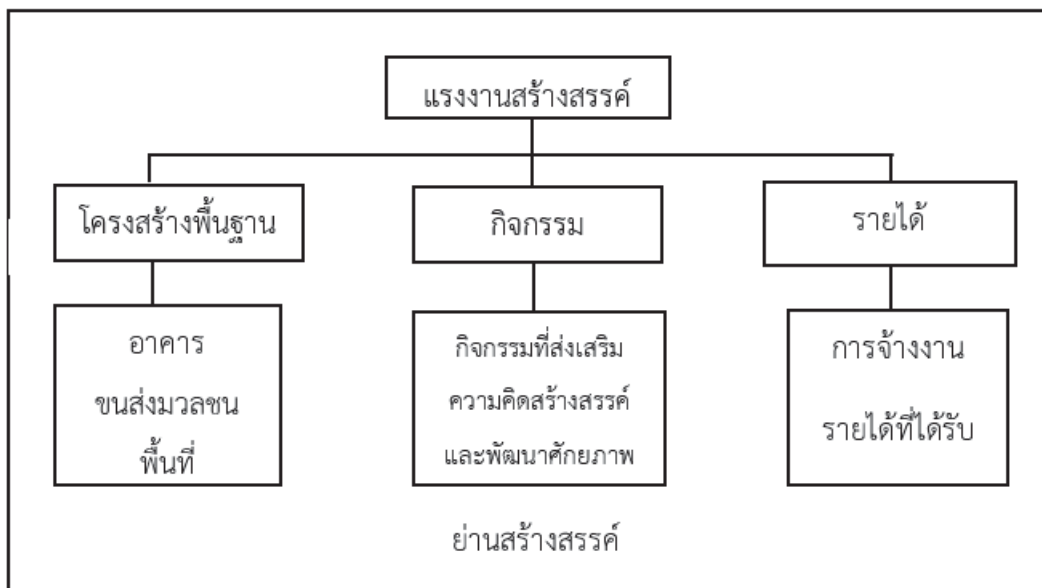 แรงงานสร้างสรรค์
โครงสร้างพื้นฐาน
กิจกรรม
รายได้
อาคาร
ขนส่งมวลชน
พื้นที่
กิจกรรมที่ส่งเสริม
ความคิดสร้างสรรค์
และพัฒนาศักยภาพ
การจ้างงาน
รายได้ที่ได้รับ
ย่านสร้างสรรค์